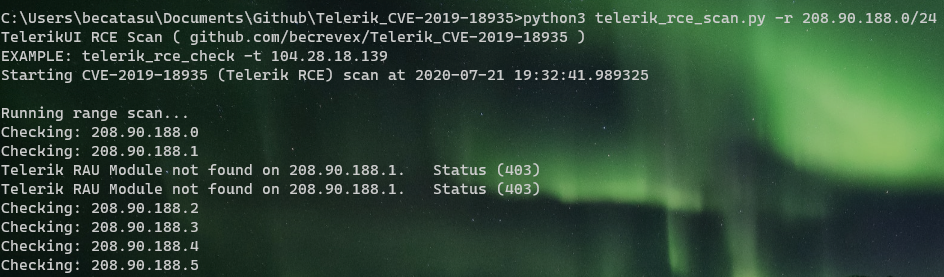 C:\Users\becatasu\Documents\Github\Telerik_CVE-2019-18935>python3 telerik_rce_scan.py -r 208.90.188.0/24
TelerikUI RCE Scan ( github.com/becrevex/Telerik_CVE-2019-18935 )
EXAMPLE: telerik_rce_check -t 104.28.18.139
Starting CVE-2019-18935 (Telerik RCE) scan at 2020-07-21 19:32:41.989325
Running range scan...
Checking: 208.90.188.0
Checking: 208.90.188.1
Telerik RAU Module not found on 208.90.188.1.   Status (403)
Telerik RAU Module not found on 208.90.188.1.   Status (403)
Checking: 208.90.188.2
Checking: 208.90.188.3
Checking: 208.90.188.4
Checking: 208.90.188.5